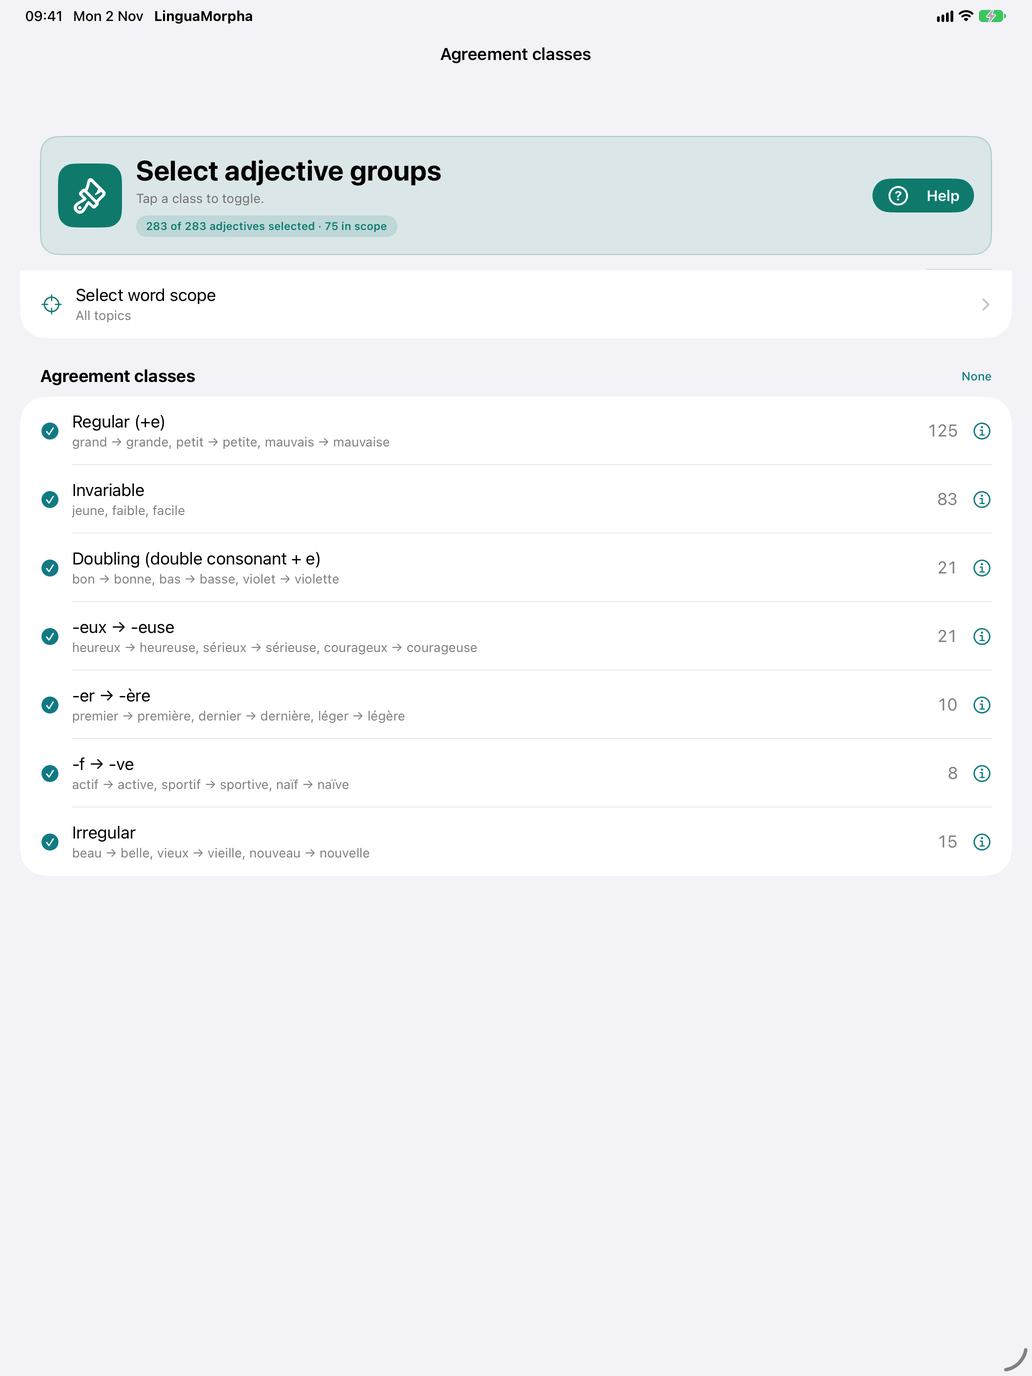 09:41 Mon 2 Nov LinguaMorpha
Agreement classes
Select adjective groups
Tap a class to toggle.
283 of 283 adjectives selected · 75 in scope
Help
Select word scope
All topics
Agreement classes
None
Regular (+e)
grand → grande, petit → petite, mauvais → mauvaise
125
Invariable
jeune, faible, facile
83
Doubling (double consonant + e)
bon → bonne, bas → basse, violet → violette
21
-eux → -euse
heureux → heureuse, sérieux → sérieuse, courageux → courageuse
21
-er → -ère
premier → première, dernier → dernière, léger → légère
10
-f → -ve
actif → active, sportif → sportive, naïf → naïve
8
Irregular
beau → belle, vieux → vieille, nouveau → nouvelle
15